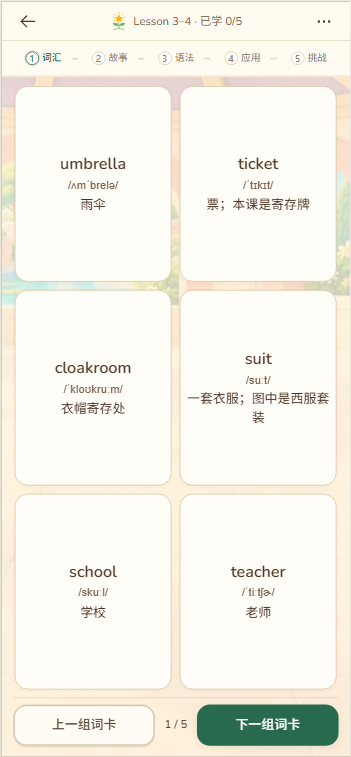 Lesson 3–4 · 已学 0/5
1 词汇 – 2 故事 – 3 语法 – 4 应用 – 5 挑战
umbrella
/ʌmˈbrelə/
雨伞
ticket
/ˈtɪkɪt/
票；本课是寄存牌
cloakroom
/ˈkloʊkruːm/
衣帽寄存处
suit
/suːt/
一套衣服；图中是西服套
装
school
/skuːl/
学校
teacher
/ˈtiːtʃɚ/
老师
上一组词卡
1 / 5
下一组词卡